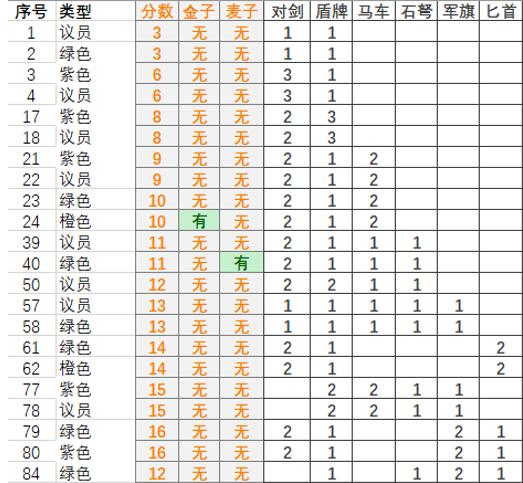 序号 类型 分数 金子 麦子 对剑 盾牌 马车 石弩 军旗 匕首
1 议员 3 无 无 1 1
2 绿色 3 无 无 1 1
3 紫色 6 无 无 3 1
4 议员 6 无 无 3 1
17 紫色 8 无 无 2 3
18 议员 8 无 无 2 3
21 紫色 9 无 无 2 1 2
22 议员 9 无 无 2 1 2
23 绿色 10 无 无 2 1 2
24 橙色 10 有 无 2 1 2
39 议员 11 无 无 2 1 1 1
40 绿色 11 无 有 2 1 1 1
50 议员 12 无 无 2 2 1 1
57 议员 13 无 无 1 1 1 1 1
58 绿色 13 无 无 1 1 1 1 1
61 绿色 14 无 无 2 1 2
62 橙色 14 无 无 2 1 2
77 紫色 15 无 无 2 2 1 1
78 议员 15 无 无 2 2 1 1
79 绿色 16 无 无 2 1 2 1
80 紫色 16 无 无 2 1 2 1
84 绿色 12 无 无 1 1 2 1